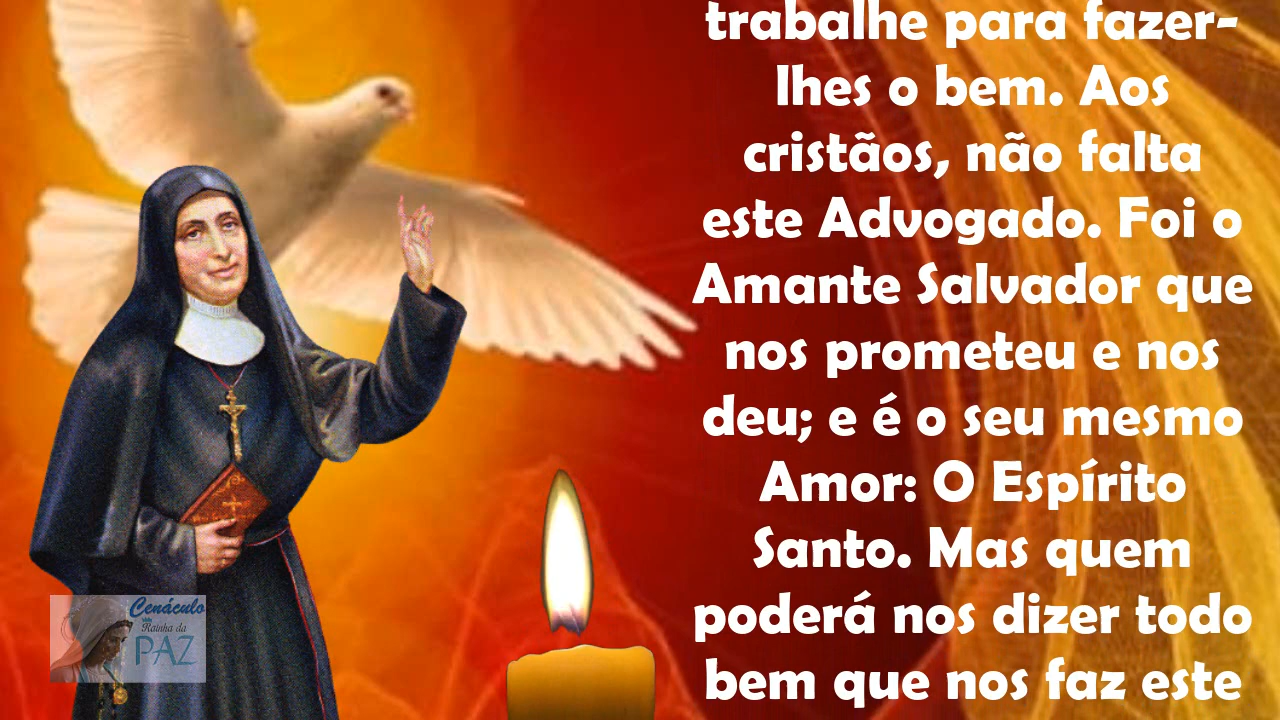 trabalhe para fazer-
lhes o bem. Aos
cristãos, não falta
este Advogado. Foi o
Amante Salvador que
nos prometeu e nos
deu; e é o seu mesmo
Amor: O Espírito
Santo. Mas quem
poderá nos dizer todo
bem que nos faz este
Cenáculo
Rainha da
PAZ